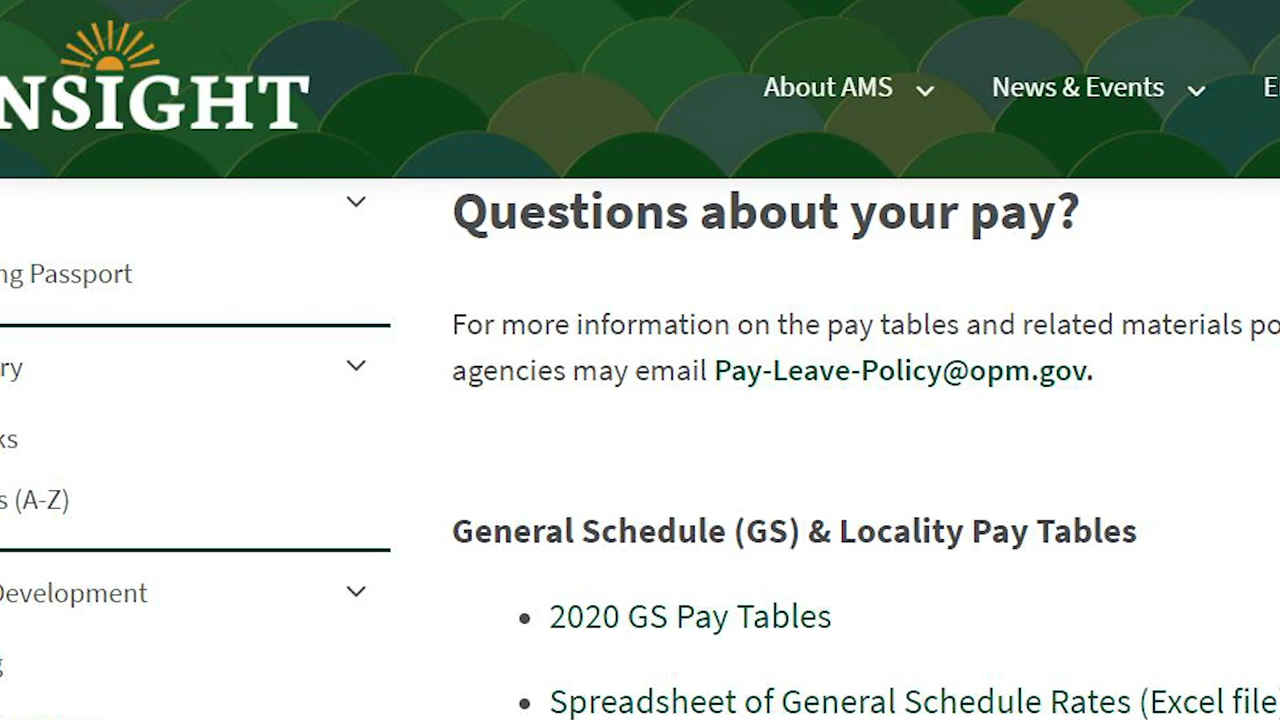 NSIGHT
About AMS
News & Events
Questions about your pay?
ng Passport
For more information on the pay tables and related materials po
agencies may email Pay-Leave-Policy@opm.gov.
ry
ks
s (A-Z)
General Schedule (GS) & Locality Pay Tables
Development
2020 GS Pay Tables
g
Spreadsheet of General Schedule Rates (Excel file)